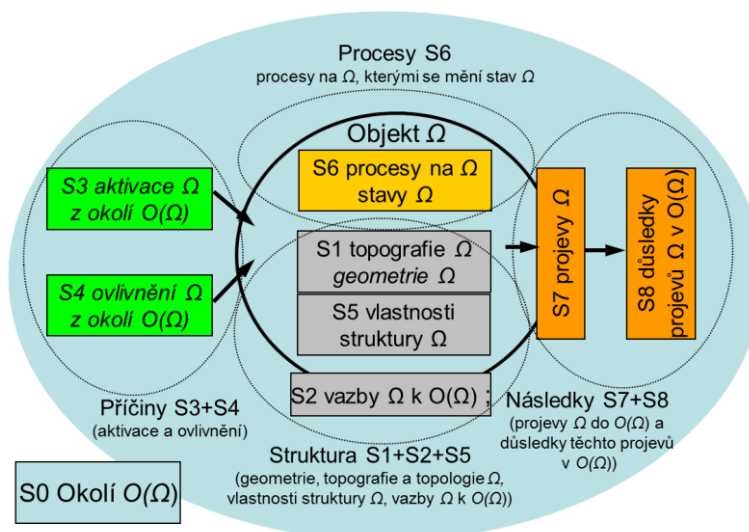 Procesy S6
procesy na Ω, kterými se mění stav Ω
Objekt Ω
S6 procesy na Ω
stavy Ω
S3 aktivace Ω
z okolí O(Ω)
S4 ovlivnění Ω
z okolí O(Ω)
S1 topografie Ω
geometrie Ω
S5 vlastnosti
struktury Ω
S2 vazby Ω k O(Ω) ;
S7 projevy Ω
S8 důsledky
projevů Ω v O(Ω)
Příčiny S3+S4
(aktivace a ovlivnění)
Následky S7+S8
(projevy Ω do O(Ω) a
důsledky těchto projevů
v O(Ω))
Struktura S1+S2+S5
(geometrie, topografie a topologie Ω,
vlastnosti struktury Ω, vazby Ω k O(Ω))
S0 Okolí O(Ω)